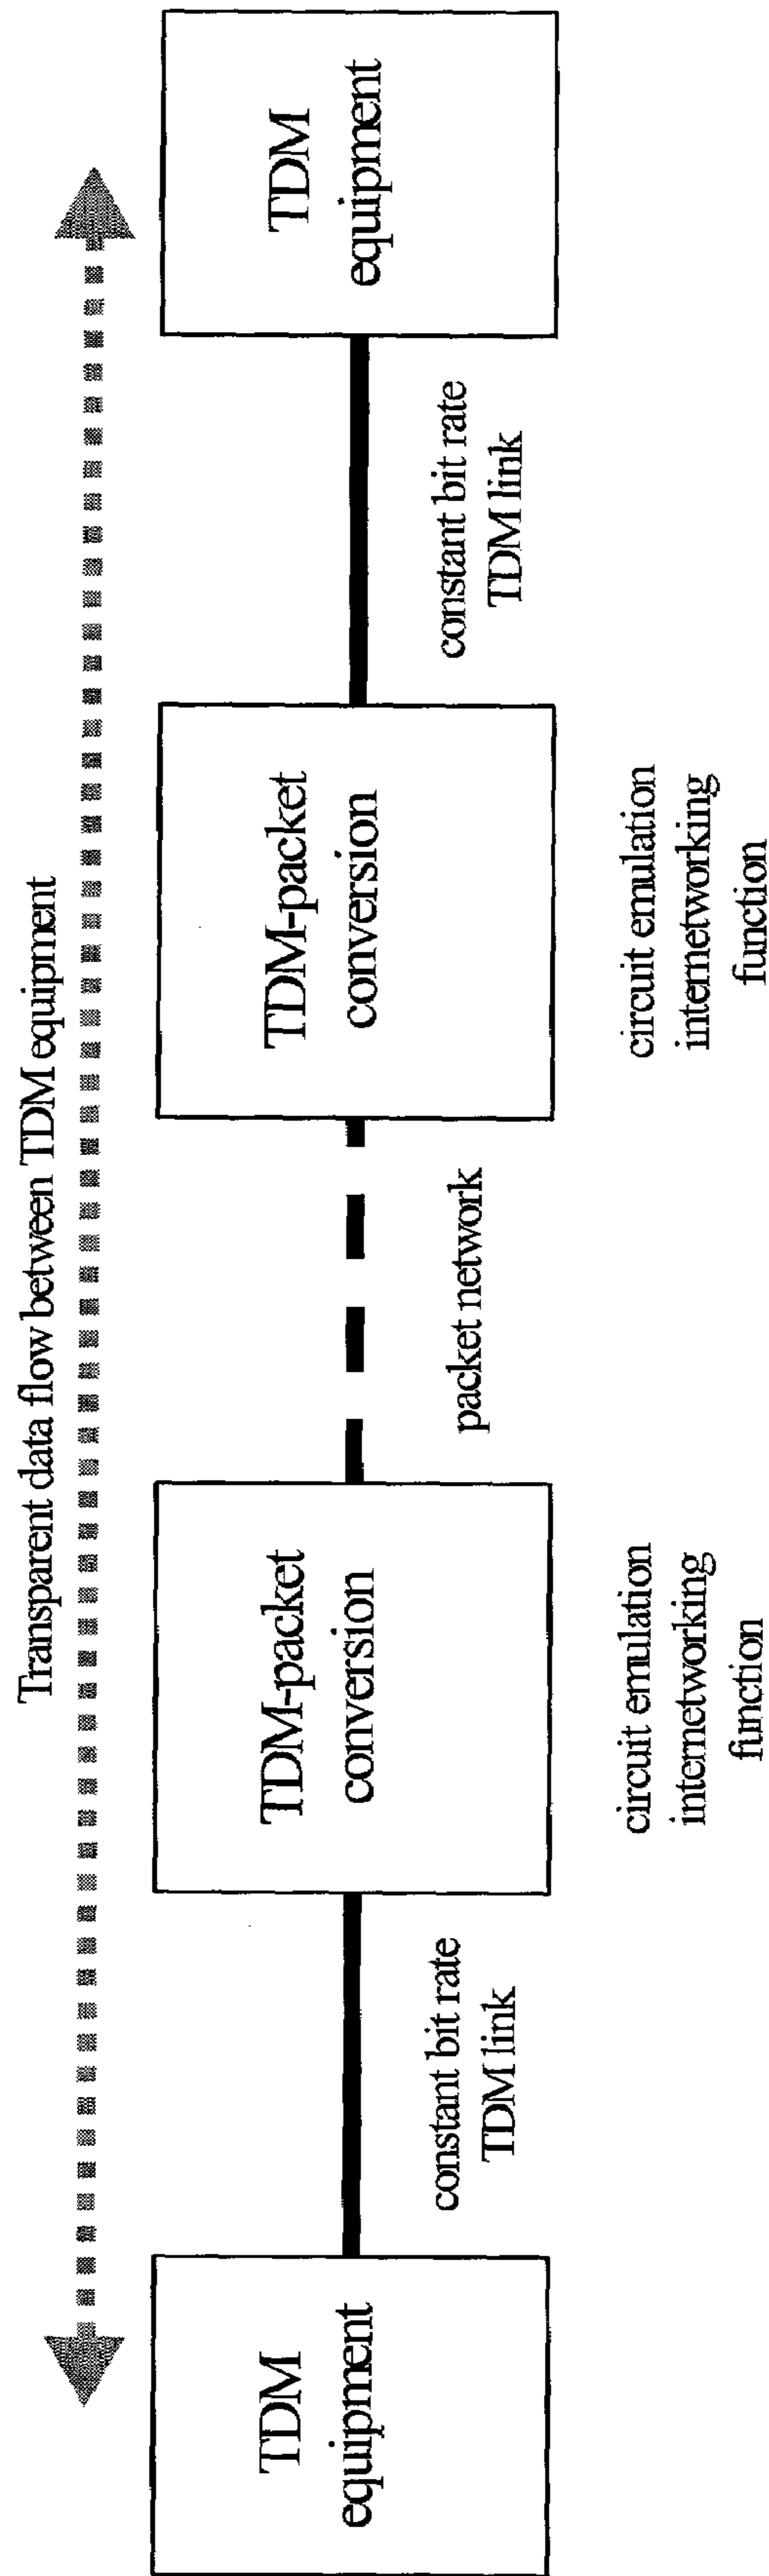 Transparent data flow between TDM equipment
TDM
equipment
constant bit rate
TDM link
TDM-packet
conversion
circuit emulation
internetworking
function
packet network
TDM-packet
conversion
circuit emulation
internetworking
function
constant bit rate
TDM link
TDM
equipment